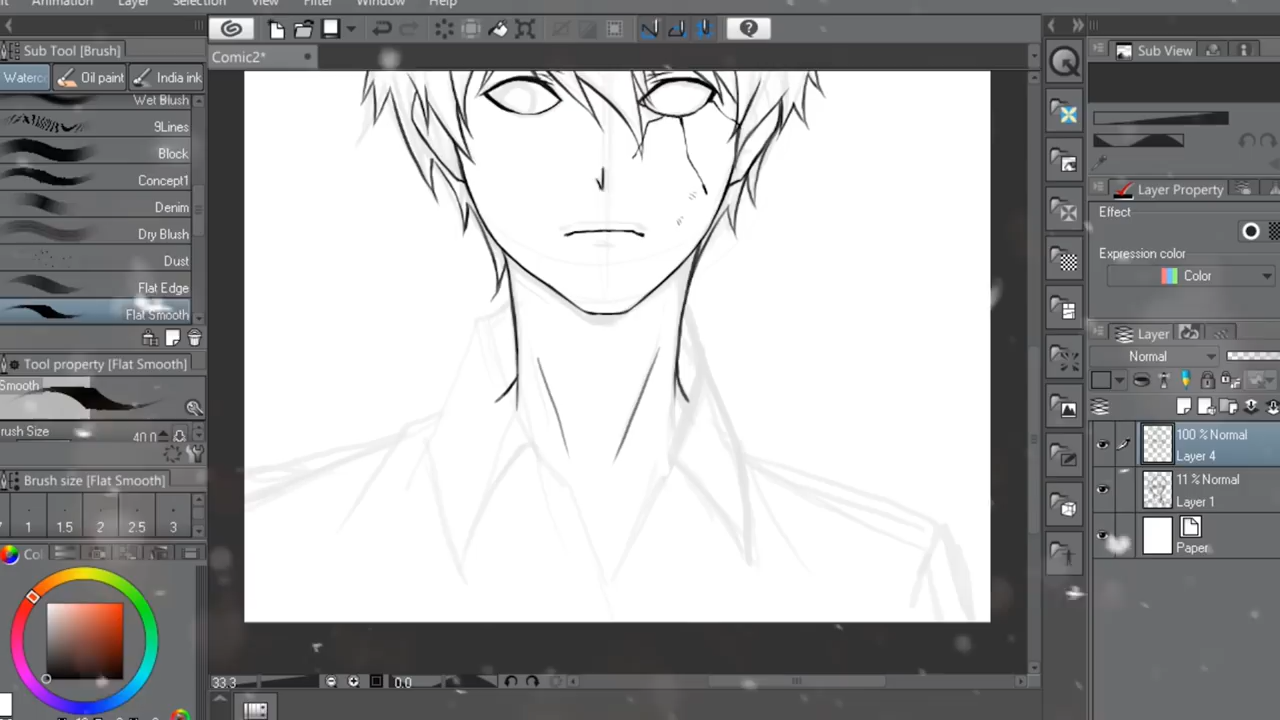 Animation Layer Selection View Filter Window Help
Comic2*
Sub Tool [Brush]
Oil paint India ink
Wet Blush
9Lines
Block
Concept1
Denim
Dry Blush
Dust
Flat Edge
Flat Smooth
Tool property [Flat Smooth]
Smooth
40.0
Brush size [Flat Smooth]
1 1.5 2 2.5 3
33.3 0.0
Sub View
Layer Property
Effect
Expression color
Color
Layer
Normal
100 % Normal
Layer 4
11 % Normal
Layer 1
Paper